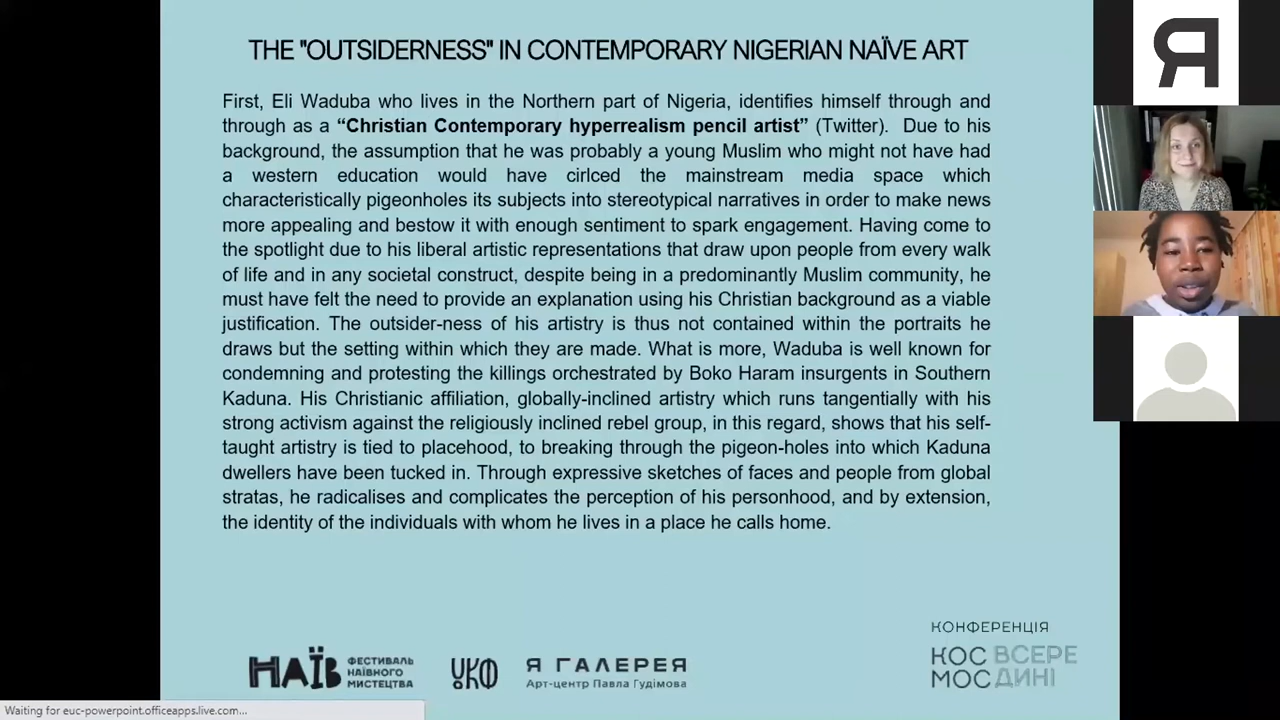 THE "OUTSIDERNESS" IN CONTEMPORARY NIGERIAN NAÏVE ART
First, Eli Waduba who lives in the Northern part of Nigeria, identifies himself through and
through as a “Christian Contemporary hyperrealism pencil artist” (Twitter). Due to his
background, the assumption that he was probably a young Muslim who might not have had
a western education would have cirlced the mainstream media space which
characteristically pigeonholes its subjects into stereotypical narratives in order to make news
more appealing and bestow it with enough sentiment to spark engagement. Having come to
the spotlight due to his liberal artistic representations that draw upon people from every walk
of life and in any societal construct, despite being in a predominantly Muslim community, he
must have felt the need to provide an explanation using his Christian background as a viable
justification. The outsider-ness of his artistry is thus not contained within the portraits he
draws but the setting within which they are made. What is more, Waduba is well known for
condemning and protesting the killings orchestrated by Boko Haram insurgents in Southern
Kaduna. His Christianic affiliation, globally-inclined artistry which runs tangentially with his
strong activism against the religiously inclined rebel group, in this regard, shows that his self-
taught artistry is tied to placehood, to breaking through the pigeon-holes into which Kaduna
dwellers have been tucked in. Through expressive sketches of faces and people from global
stratas, he radicalises and complicates the perception of his personhood, and by extension,
the identity of the individuals with whom he lives in a place he calls home.
Я
НАЇВ
ФЕСТИВАЛЬ
НАЇВНОГО
МИСТЕЦТВА
УКФ
Я ГАЛЕРЕЯ
Арт-центр Павла Гудімова
КОНФЕРЕНЦІЯ
КОС ВСЕРЕ
МОС ДИНІ
Waiting for euc-powerpoint.officeapps.live.com...